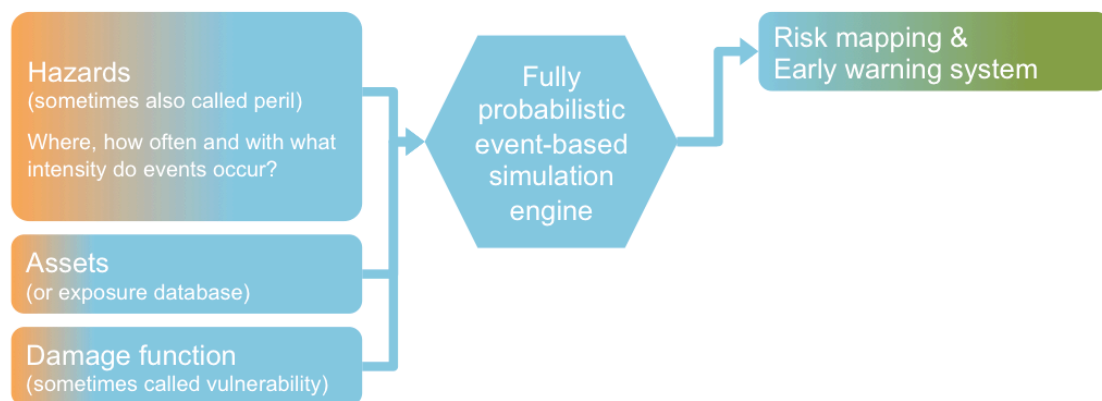 Hazards
(sometimes also called peril)
Where, how often and with what
intensity do events occur?
Assets
(or exposure database)
Damage function
(sometimes called vulnerability)
Fully
probabilistic
event-based
simulation
engine
Risk mapping &
Early warning system